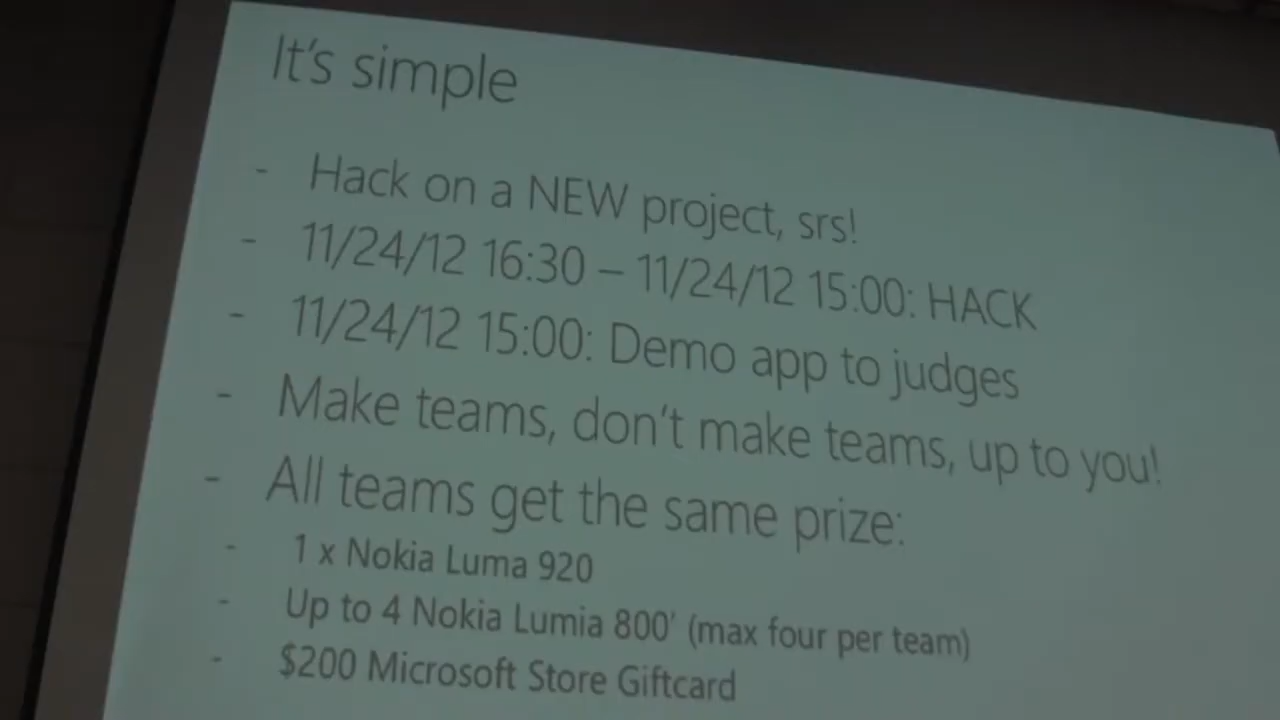 It's simple
- Hack on a NEW project, srs!
- 11/24/12 16:30 – 11/24/12 15:00: HACK
- 11/24/12 15:00: Demo app to judges
- Make teams, don't make teams, up to you!
- All teams get the same prize:
- 1 x Nokia Luma 920
- Up to 4 Nokia Lumia 800' (max four per team)
- $200 Microsoft Store Giftcard